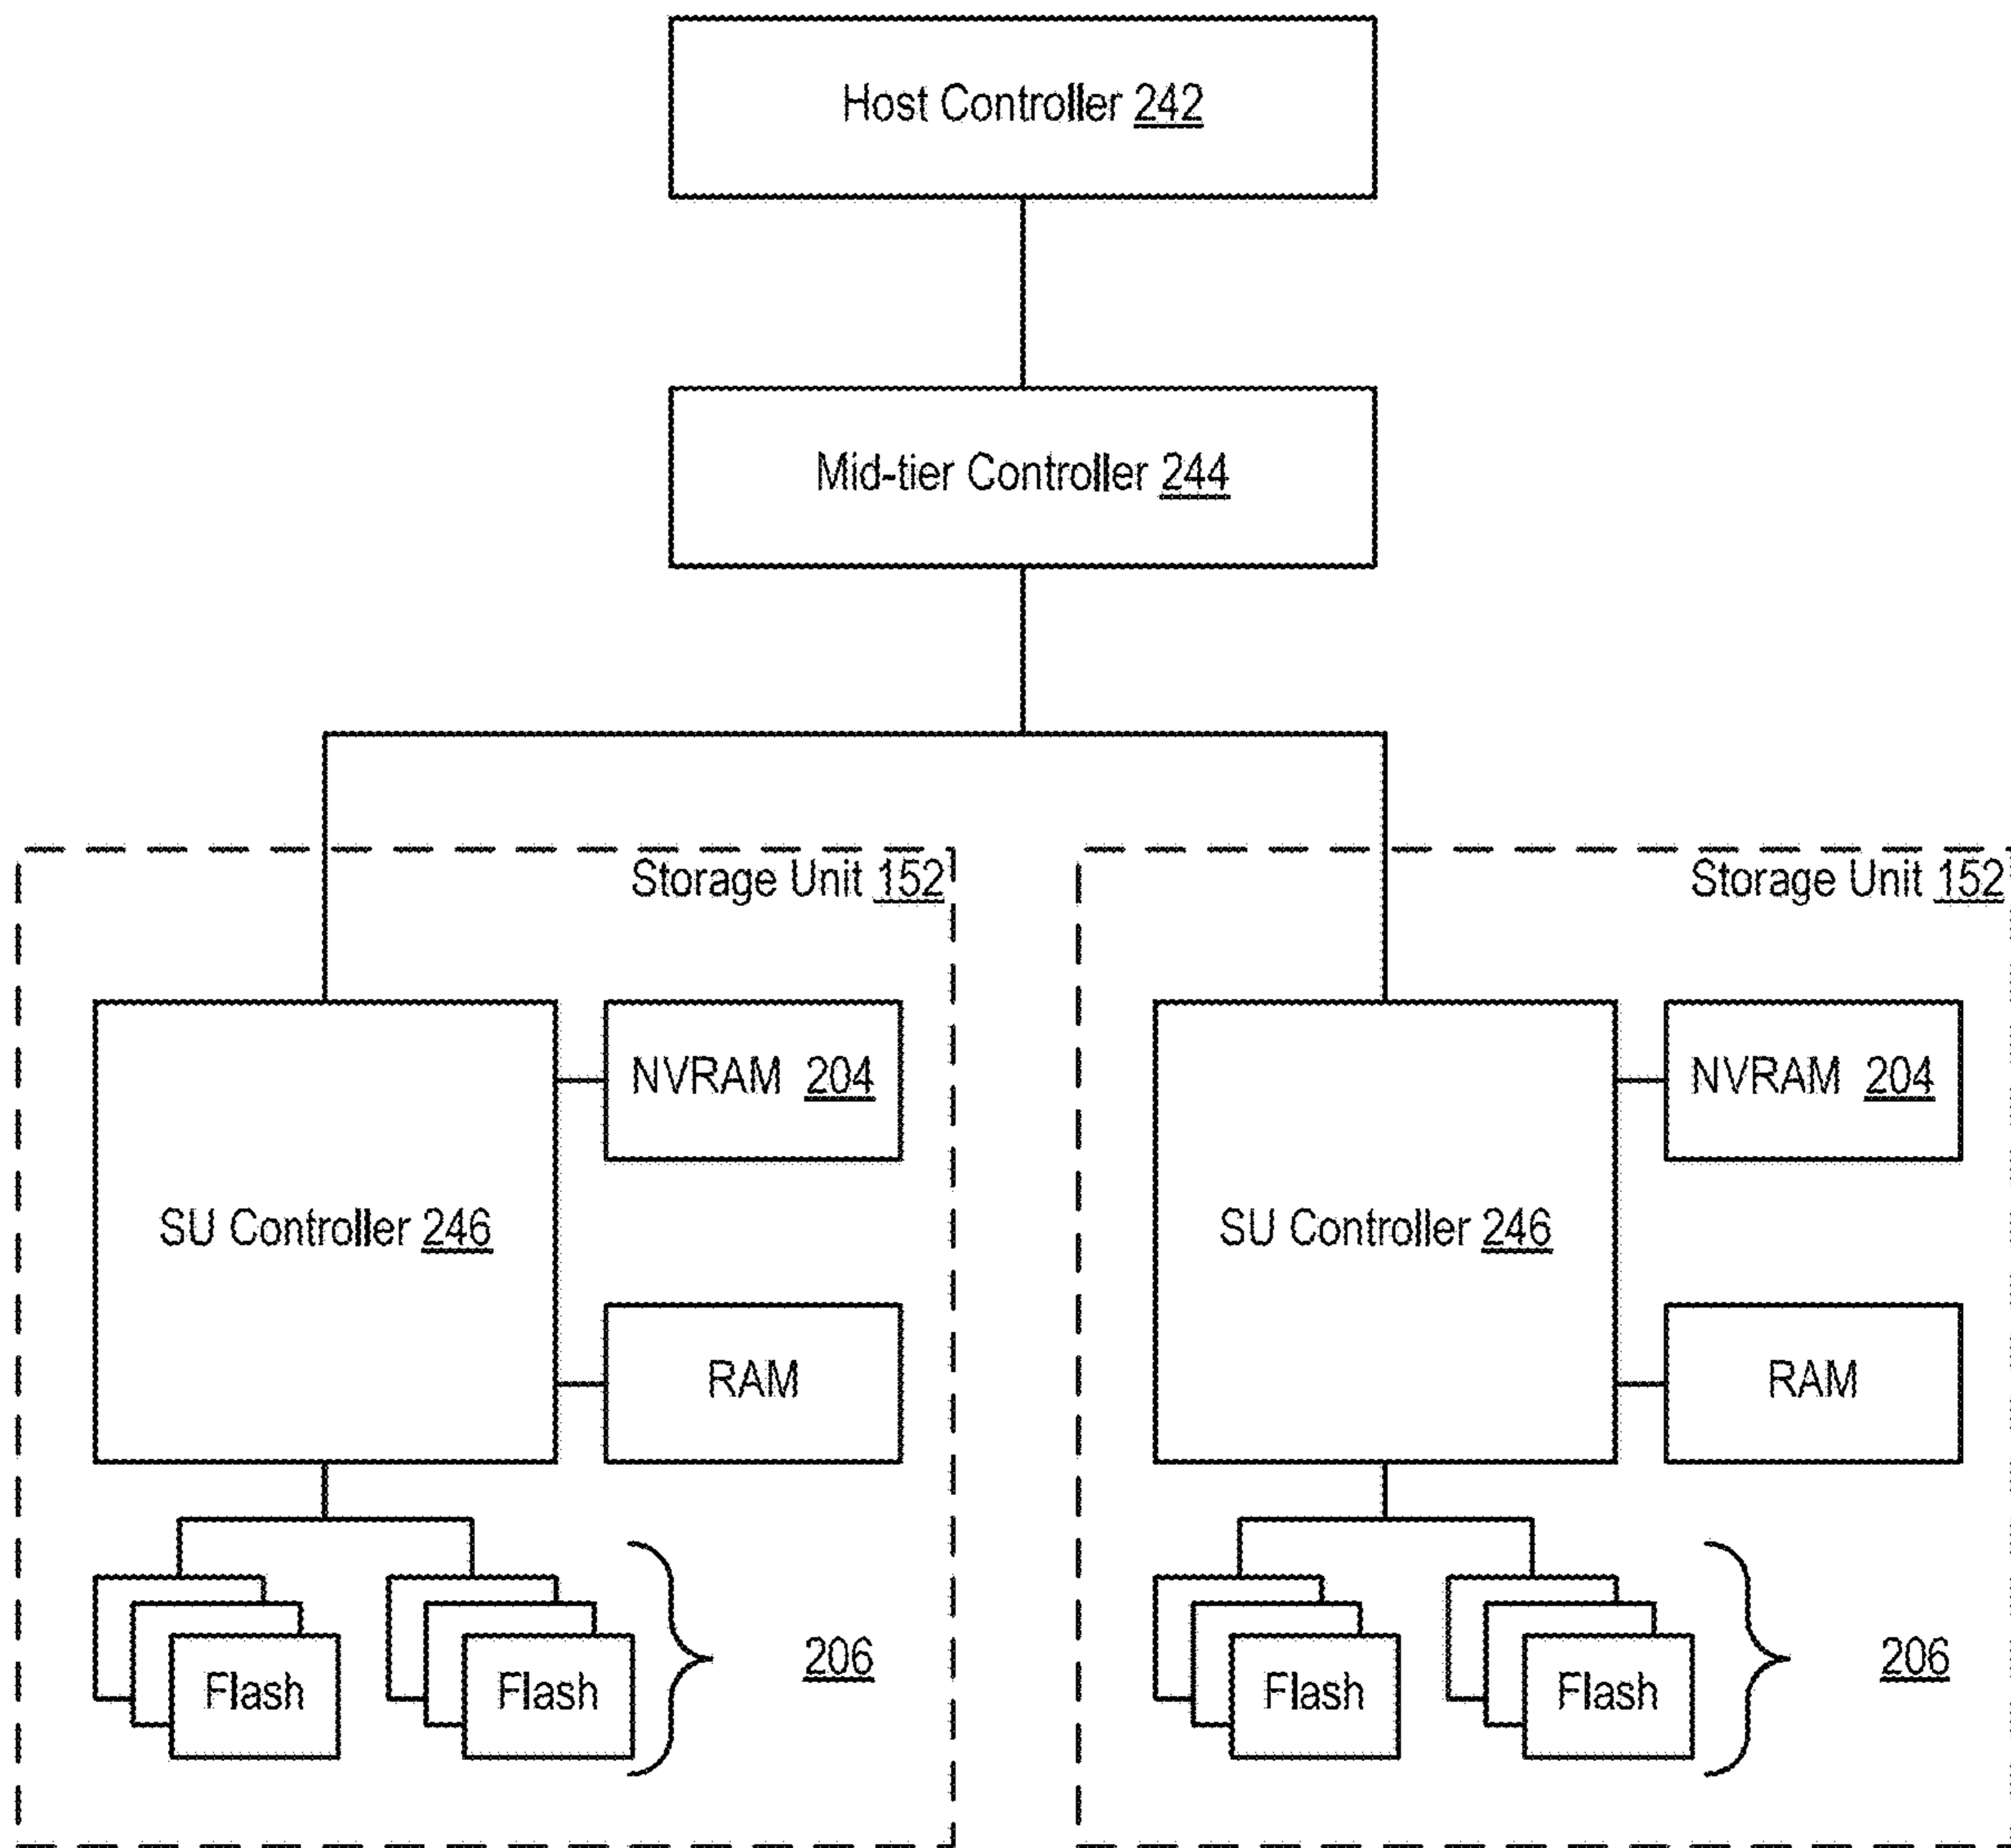 Host Controller 242
Mid-tier Controller 244
Storage Unit 152
NVRAM 204
SU Controller 246
RAM
Flash
Flash
206
Storage Unit 152
NVRAM 204
SU Controller 246
RAM
Flash
Flash
206